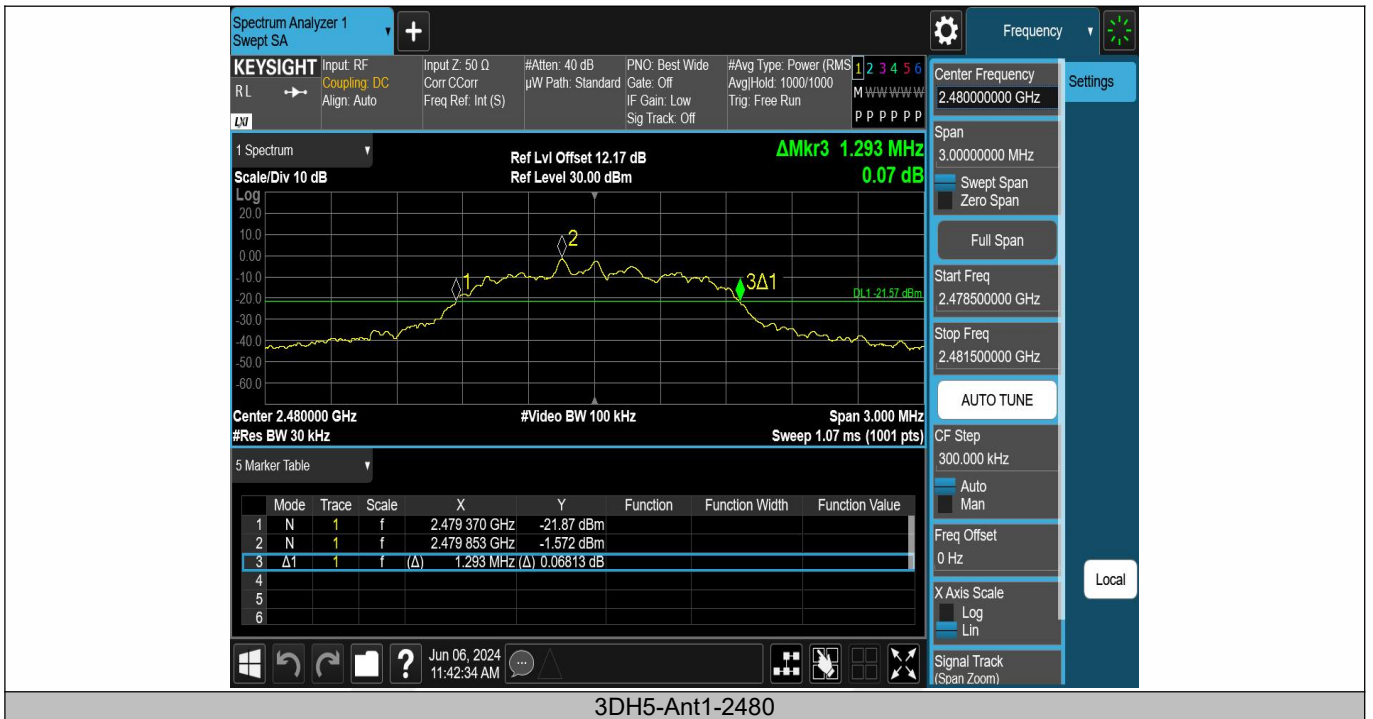 Spectrum Analyzer 1
Swept SA
+
Frequency
KEYSIGHT
RL
LXI
Input: RF
Coupling: DC
Align: Auto
Input Z: 50 Ω
Corr CCorr
Freq Ref: Int (S)
#Atten: 40 dB
µW Path: Standard
PNO: Best Wide
Gate: Off
IF Gain: Low
Sig Track: Off
#Avg Type: Power (RMS
Avg|Hold: 1000/1000
Trig: Free Run
1 2 3 4 5 6
M W W W W W
P P P P P P
1 Spectrum
Scale/Div 10 dB
Ref Lvl Offset 12.17 dB
Ref Level 30.00 dBm
ΔMkr3 1.293 MHz
0.07 dB
Log
20.0
10.0
0.00
-10.0
-20.0
-30.0
-40.0
-50.0
-60.0
1
2
3Δ1
DL1 -21.57 dBm
Center 2.480000 GHz
#Res BW 30 kHz
#Video BW 100 kHz
Span 3.000 MHz
Sweep 1.07 ms (1001 pts)
5 Marker Table
Mode Trace Scale X Y Function Function Width Function Value
1 N 1 f 2.479 370 GHz -21.87 dBm
2 N 1 f 2.479 853 GHz -1.572 dBm
3 Δ1 1 f (Δ) 1.293 MHz (Δ) 0.06813 dB
4
5
6
Center Frequency
2.480000000 GHz
Settings
Span
3.00000000 MHz
Swept Span
Zero Span
Full Span
Start Freq
2.478500000 GHz
Stop Freq
2.481500000 GHz
AUTO TUNE
CF Step
300.000 kHz
Auto
Man
Freq Offset
0 Hz
X Axis Scale
Log
Lin
Local
Signal Track
(Span Zoom)
?
Jun 06, 2024
11:42:34 AM
3DH5-Ant1-2480